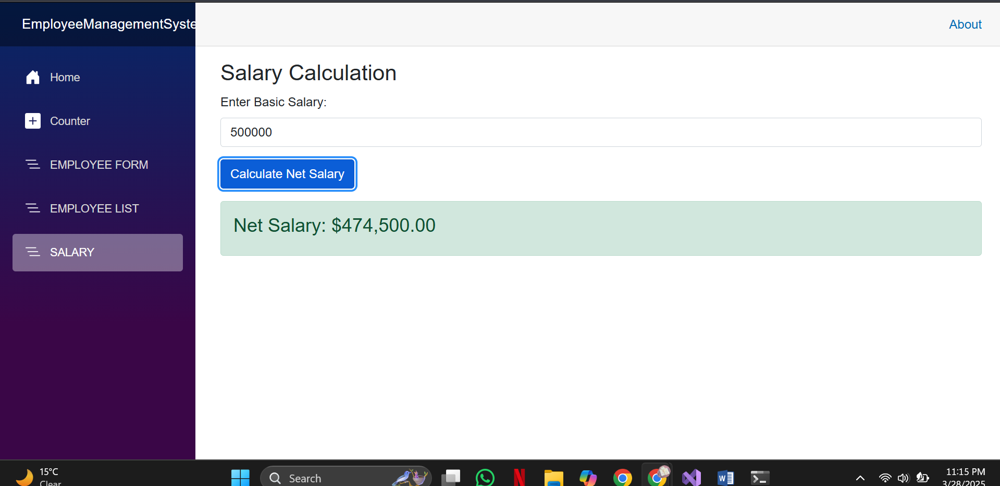 EmployeeManagementSyste
About
Home
Counter
EMPLOYEE FORM
EMPLOYEE LIST
SALARY
Salary Calculation
Enter Basic Salary:
500000
Calculate Net Salary
Net Salary: $474,500.00
15°C
Clear
Search
11:15 PM
3/28/2025